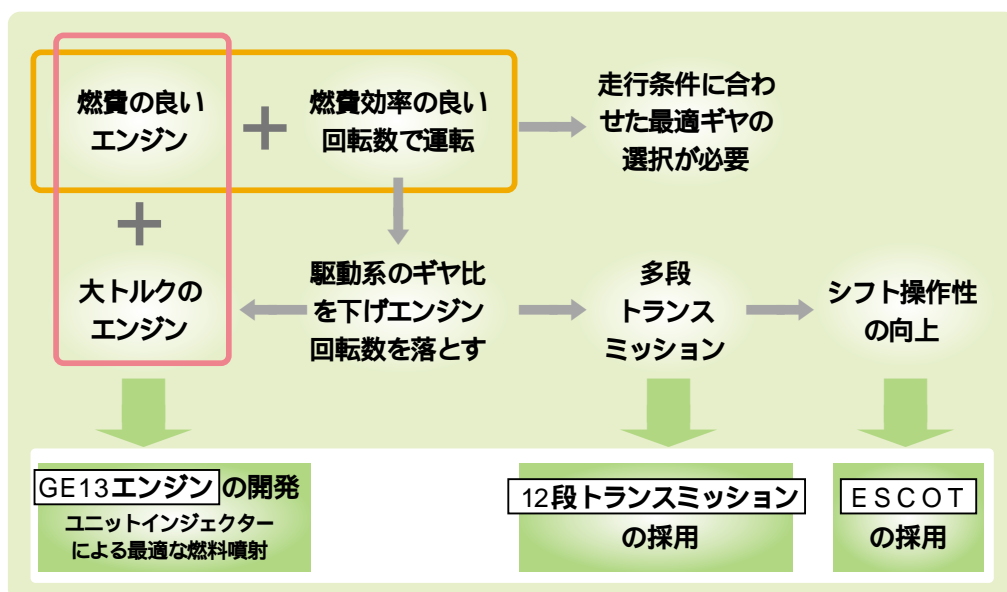 燃費の良い
エンジン
+
燃費効率の良い
回転数で運転
走行条件に合わ
せた最適ギヤの
選択が必要
+
大トルクの
エンジン
駆動系のギヤ比
を下げエンジン
回転数を落とす
多段
トランス
ミッション
シフト操作性
の向上
GE13エンジンの開発
ユニットインジェクター
による最適な燃料噴射
12段トランスミッション
の採用
ESCOT
の採用